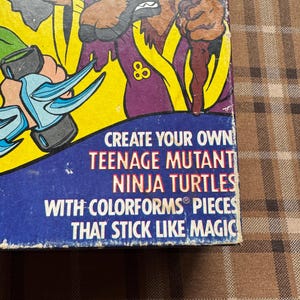 CREATE YOUR OWN
TEENAGE MUTANT
NINJA TURTLES
WITH COLORFORMS® PIECES
THAT STICK LIKE MAGIC